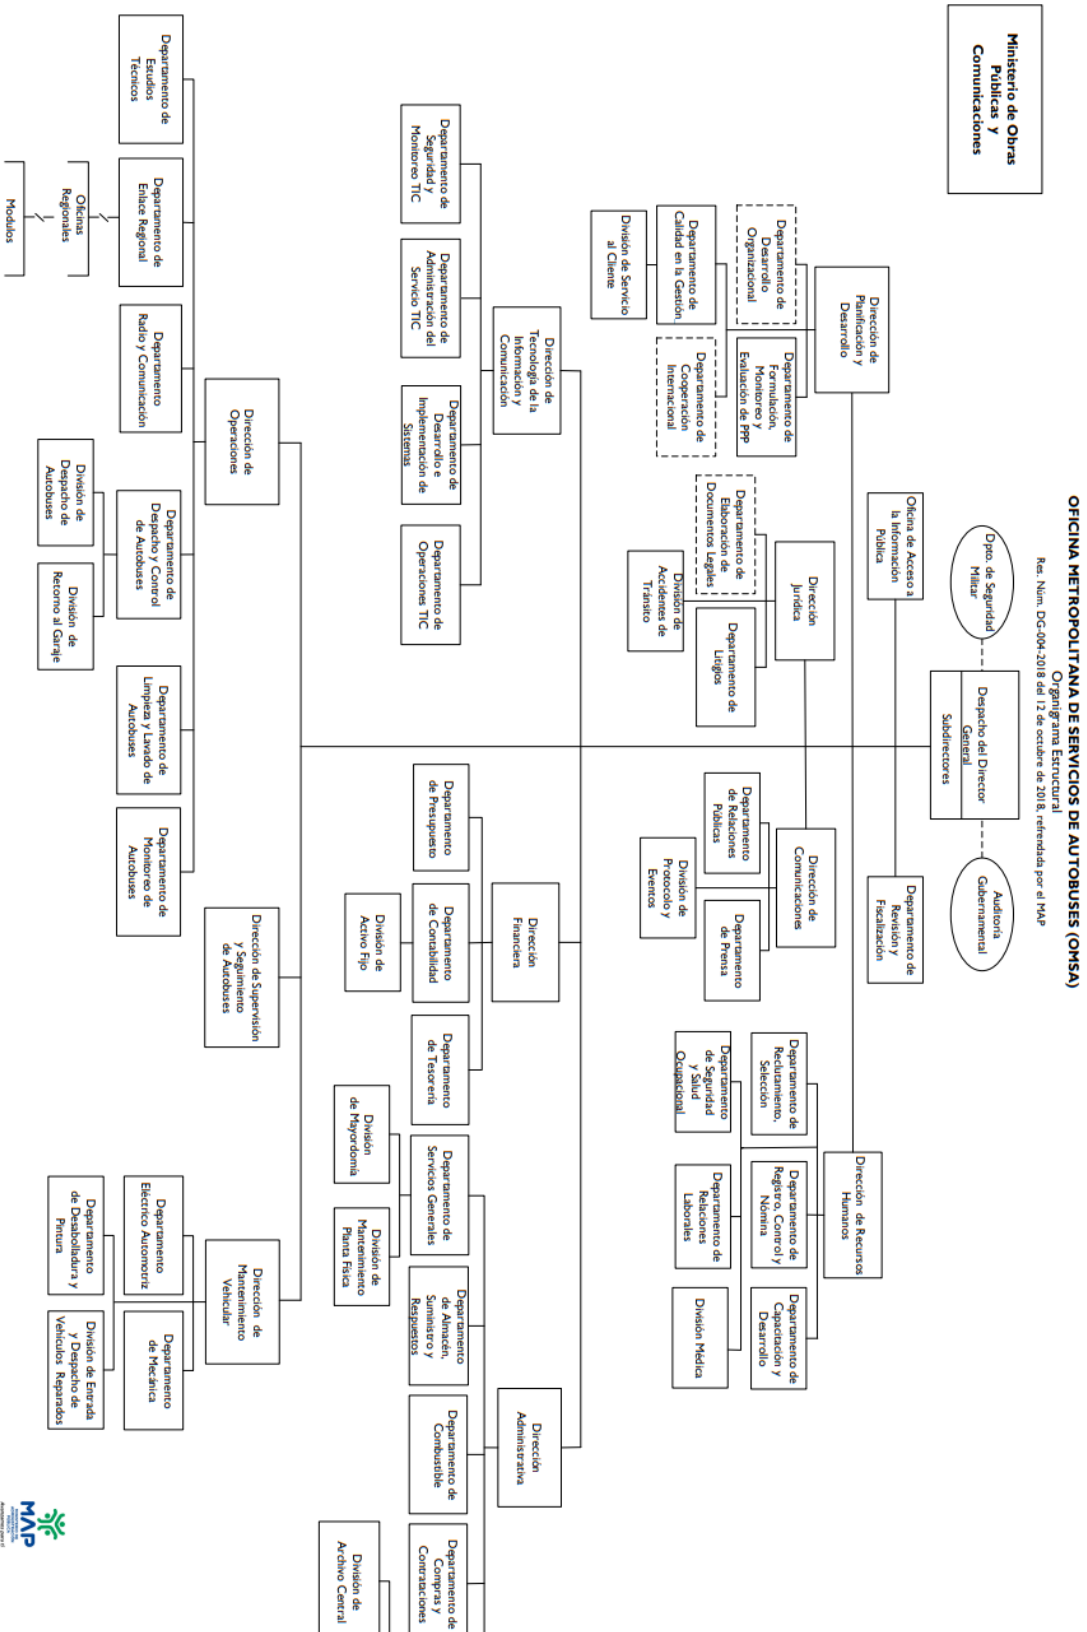 OFICINA METROPOLITANA DE SERVICIOS DE AUTOBUSES (OMSA)
Organigrama Estructural
Res. Núm. DG-004-2018 del 12 de octubre de 2018, refrendada por el MAP
Ministerio de Obras
Públicas y
Comunicaciones
Dpto. de Seguridad
Militar
Despacho del Director
General
Subdirectores
Auditoría
Gubernamental
Oficina de Acceso a
la Información
Pública
Departamento de
Revisión y
Fiscalización
Dirección de
Planificación y
Desarrollo
Departamento de
Desarrollo
Organizacional
Departamento de
Formulación,
Monitoreo y
Evaluación de PPP
Departamento de
Calidad en la Gestión
Departamento de
Cooperación
Internacional
División de Servicio
al Cliente
Dirección
Jurídica
Departamento de
Elaboración de
Documentos Legales
Departamento de
Litigios
División de
Accidentes de
Tránsito
Dirección de
Comunicaciones
Departamento
de Relaciones
Públicas
Departamento
de Prensa
División de
Protocolo y
Eventos
Dirección de Recursos
Humanos
Departamento de
Reclutamiento,
Selección
Departamento de
Registro, Control y
Nómina
Departamento de
Capacitación y
Desarrollo
Departamento
de Seguridad
y Salud
Ocupacional
Departamento de
Relaciones
Laborales
División Médica
Dirección de
Tecnología de la
Información y
Comunicación
Departamento de
Seguridad y
Monitoreo TIC
Departamento de
Administración del
Servicio TIC
Departamento de
Desarrollo e
Implementación de
Sistemas
Departamento de
Operaciones TIC
Dirección
Financiera
Departamento
de Presupuesto
Departamento
de Contabilidad
Departamento
de Tesorería
División de
Activo Fijo
Dirección
Administrativa
Departamento de
Servicios Generales
Departamento
de Almacén,
Suministro y
Respuestos
Departamento de
Combustible
Departamento de
Compras y
Contrataciones
División
de Mayordomía
División de
Mantenimiento
Planta Física
División de
Archivo Central
Dirección de
Operaciones
Departamento de
Estudios
Técnicos
Departamento de
Enlace Regional
Departamento
Radio y Comunicación
Departamento de
Despacho y Control
de Autobuses
Departamento de
Limpieza y Lavado de
Autobuses
Departamento de
Monitoreo de
Autobuses
Oficinas
Regionales
Modulos
División de
Despacho de
Autobuses
División de
Retorno al Garaje
Dirección de Supervisión
y Seguimiento
de Autobuses
Dirección de
Mantenimiento
Vehicular
Departamento
Eléctrico Automotriz
Departamento
de Mecánica
Departamento
de Desabolladura y
Pintura
División de Entrada
y Despacho de
Vehículos Reparados
MAP